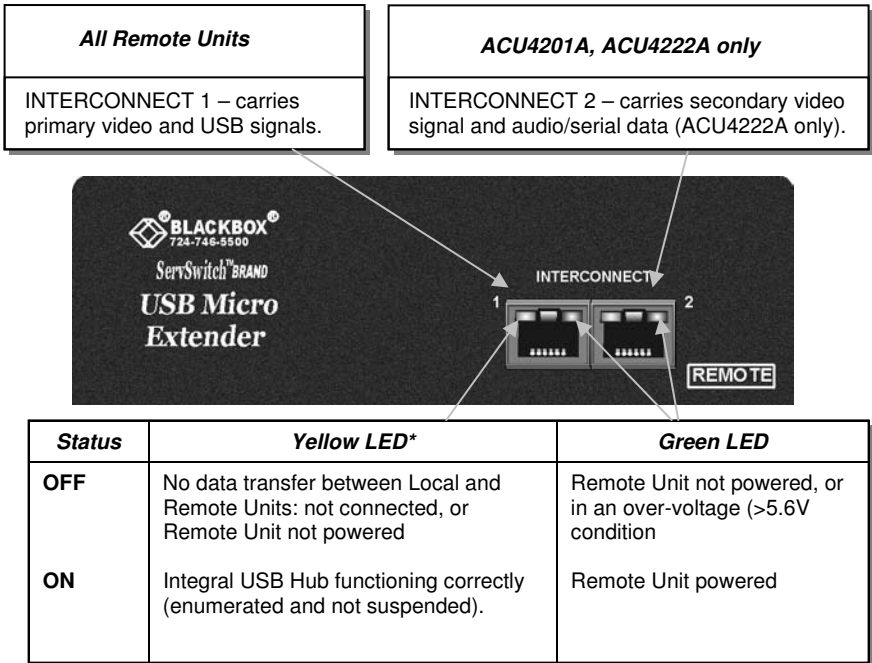 All Remote Units
INTERCONNECT 1 – carries
primary video and USB signals.
ACU4201A, ACU4222A only
INTERCONNECT 2 – carries secondary video
signal and audio/serial data (ACU4222A only).
BLACKBOX®
724-746-5500
ServSwitch™BRAND
USB Micro
Extender
INTERCONNECT
1
2
REMOTE
Status
Yellow LED*
Green LED
OFF
No data transfer between Local and
Remote Units: not connected, or
Remote Unit not powered
Remote Unit not powered, or
in an over-voltage (>5.6V
condition
ON
Integral USB Hub functioning correctly
(enumerated and not suspended).
Remote Unit powered